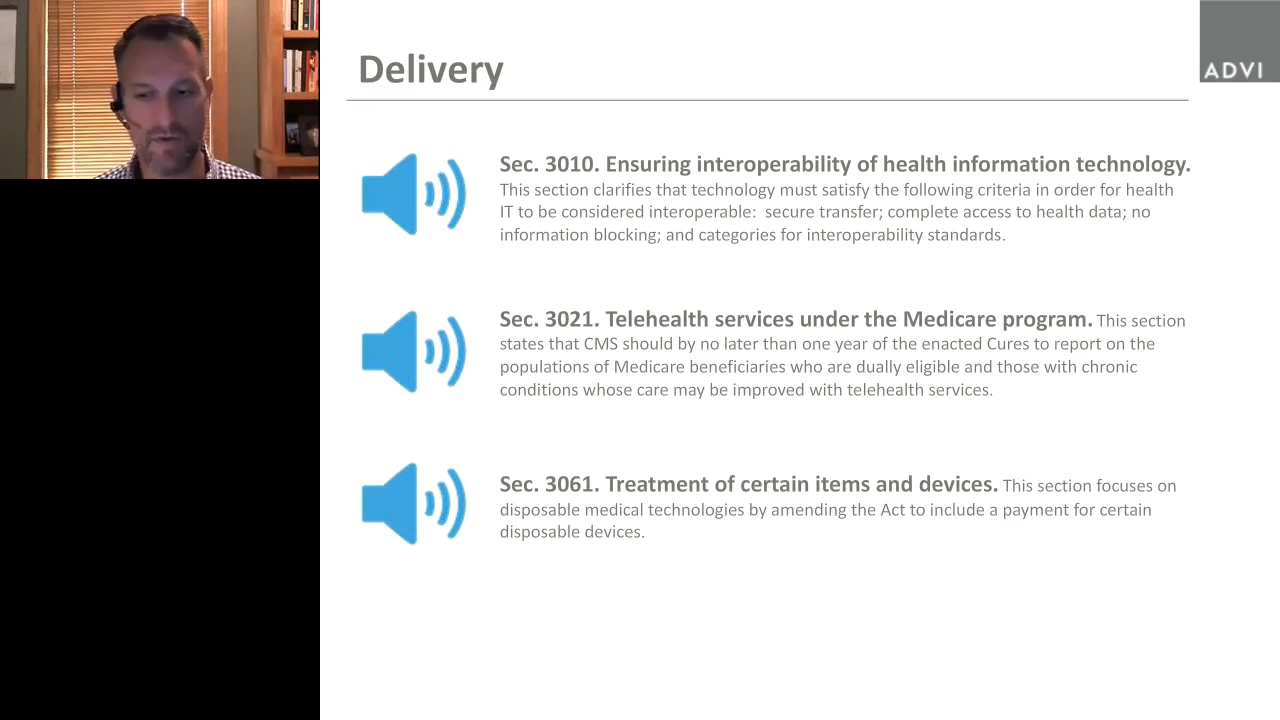 Delivery
ADVI
Sec. 3010. Ensuring interoperability of health information technology.
This section clarifies that technology must satisfy the following criteria in order for health
IT to be considered interoperable:  secure transfer; complete access to health data; no
information blocking; and categories for interoperability standards.
Sec. 3021. Telehealth services under the Medicare program. This section
states that CMS should by no later than one year of the enacted Cures to report on the
populations of Medicare beneficiaries who are dually eligible and those with chronic
conditions whose care may be improved with telehealth services.
Sec. 3061. Treatment of certain items and devices. This section focuses on
disposable medical technologies by amending the Act to include a payment for certain
disposable devices.